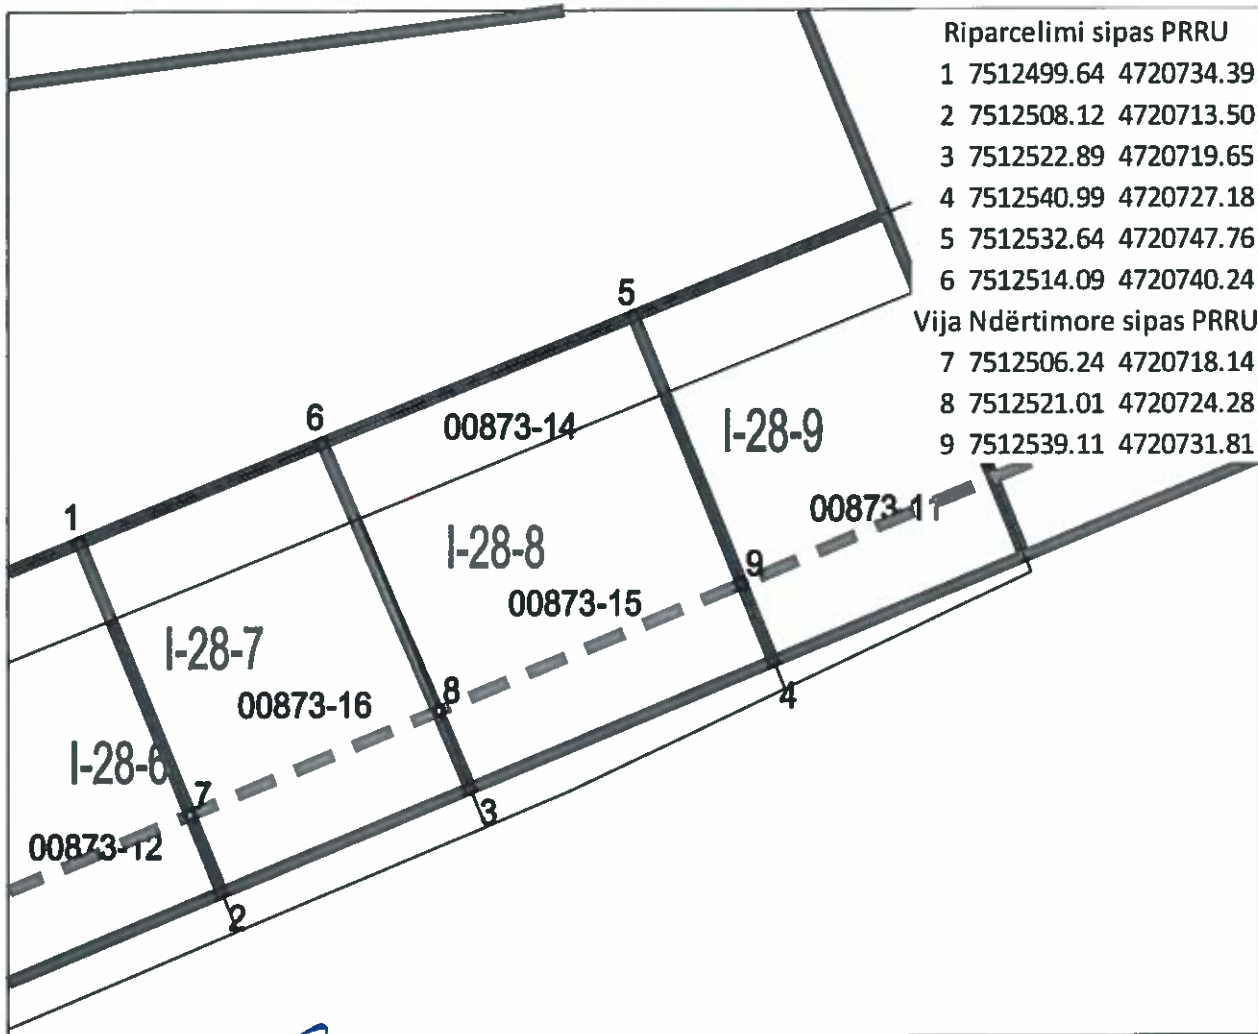 Riparcelimi sipas PRRU
1 7512499.64 4720734.39
2 7512508.12 4720713.50
3 7512522.89 4720719.65
4 7512540.99 4720727.18
5 7512532.64 4720747.76
6 7512514.09 4720740.24
Vija Ndërtimore sipas PRRU
7 7512506.24 4720718.14
8 7512521.01 4720724.28
9 7512539.11 4720731.81
5
6
00873-14
I-28-9
1
00873-11
I-28-8
9
00873-15
I-28-7
8
4
00873-16
I-28-6
7
3
00873-12
2